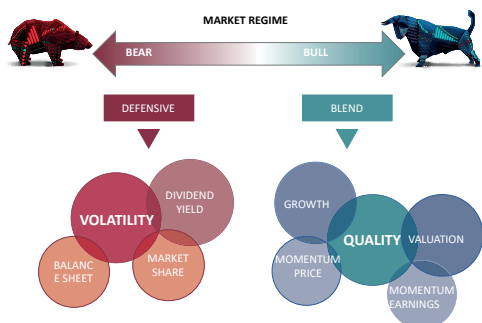 MARKET REGIME
BEAR
BULL
DEFENSIVE
BLEND
DIVIDEND
YIELD
VOLATILITY
BALANC
E SHEET
MARKET
SHARE
GROWTH
QUALITY
VALUATION
MOMENTUM
PRICE
MOMENTUM
EARNINGS